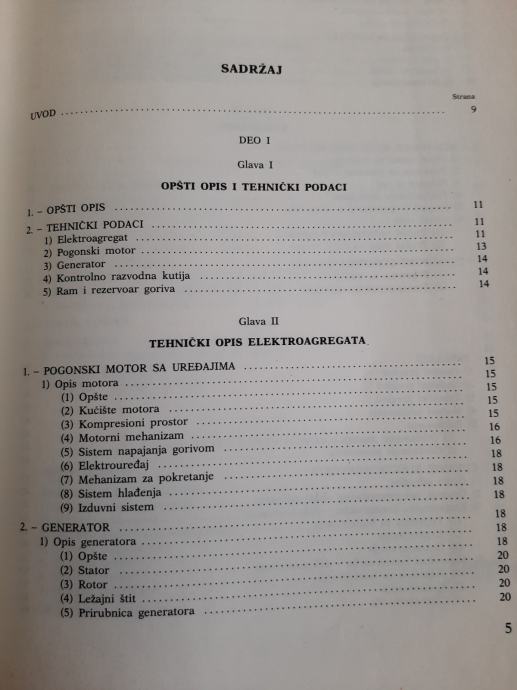 SADRŽAJ
Strana
UVOD 9
DEO I
Glava I
OPŠTI OPIS I TEHNIČKI PODACI
1. – OPŠTI OPIS 11
2. – TEHNIČKI PODACI 11
1) Elektroagregat 11
2) Pogonski motor 13
3) Generator 14
4) Kontrolno razvodna kutija 14
5) Ram i rezervoar goriva 14
Glava II
TEHNIČKI OPIS ELEKTROAGREGATA
1. – POGONSKI MOTOR SA UREĐAJIMA 15
1) Opis motora 15
(1) Opšte 15
(2) Kućište motora 15
(3) Kompresioni prostor 15
(4) Motorni mehanizam 16
(5) Sistem napajanja gorivom 16
(6) Elektrouređaj 18
(7) Mehanizam za pokretanje 18
(8) Sistem hlađenja 18
(9) Izduvni sistem 18
2. – GENERATOR 18
1) Opis generatora 18
(1) Opšte 18
(2) Stator 20
(3) Rotor 20
(4) Ležajni štit 20
(5) Prirubnica generatora 20
5